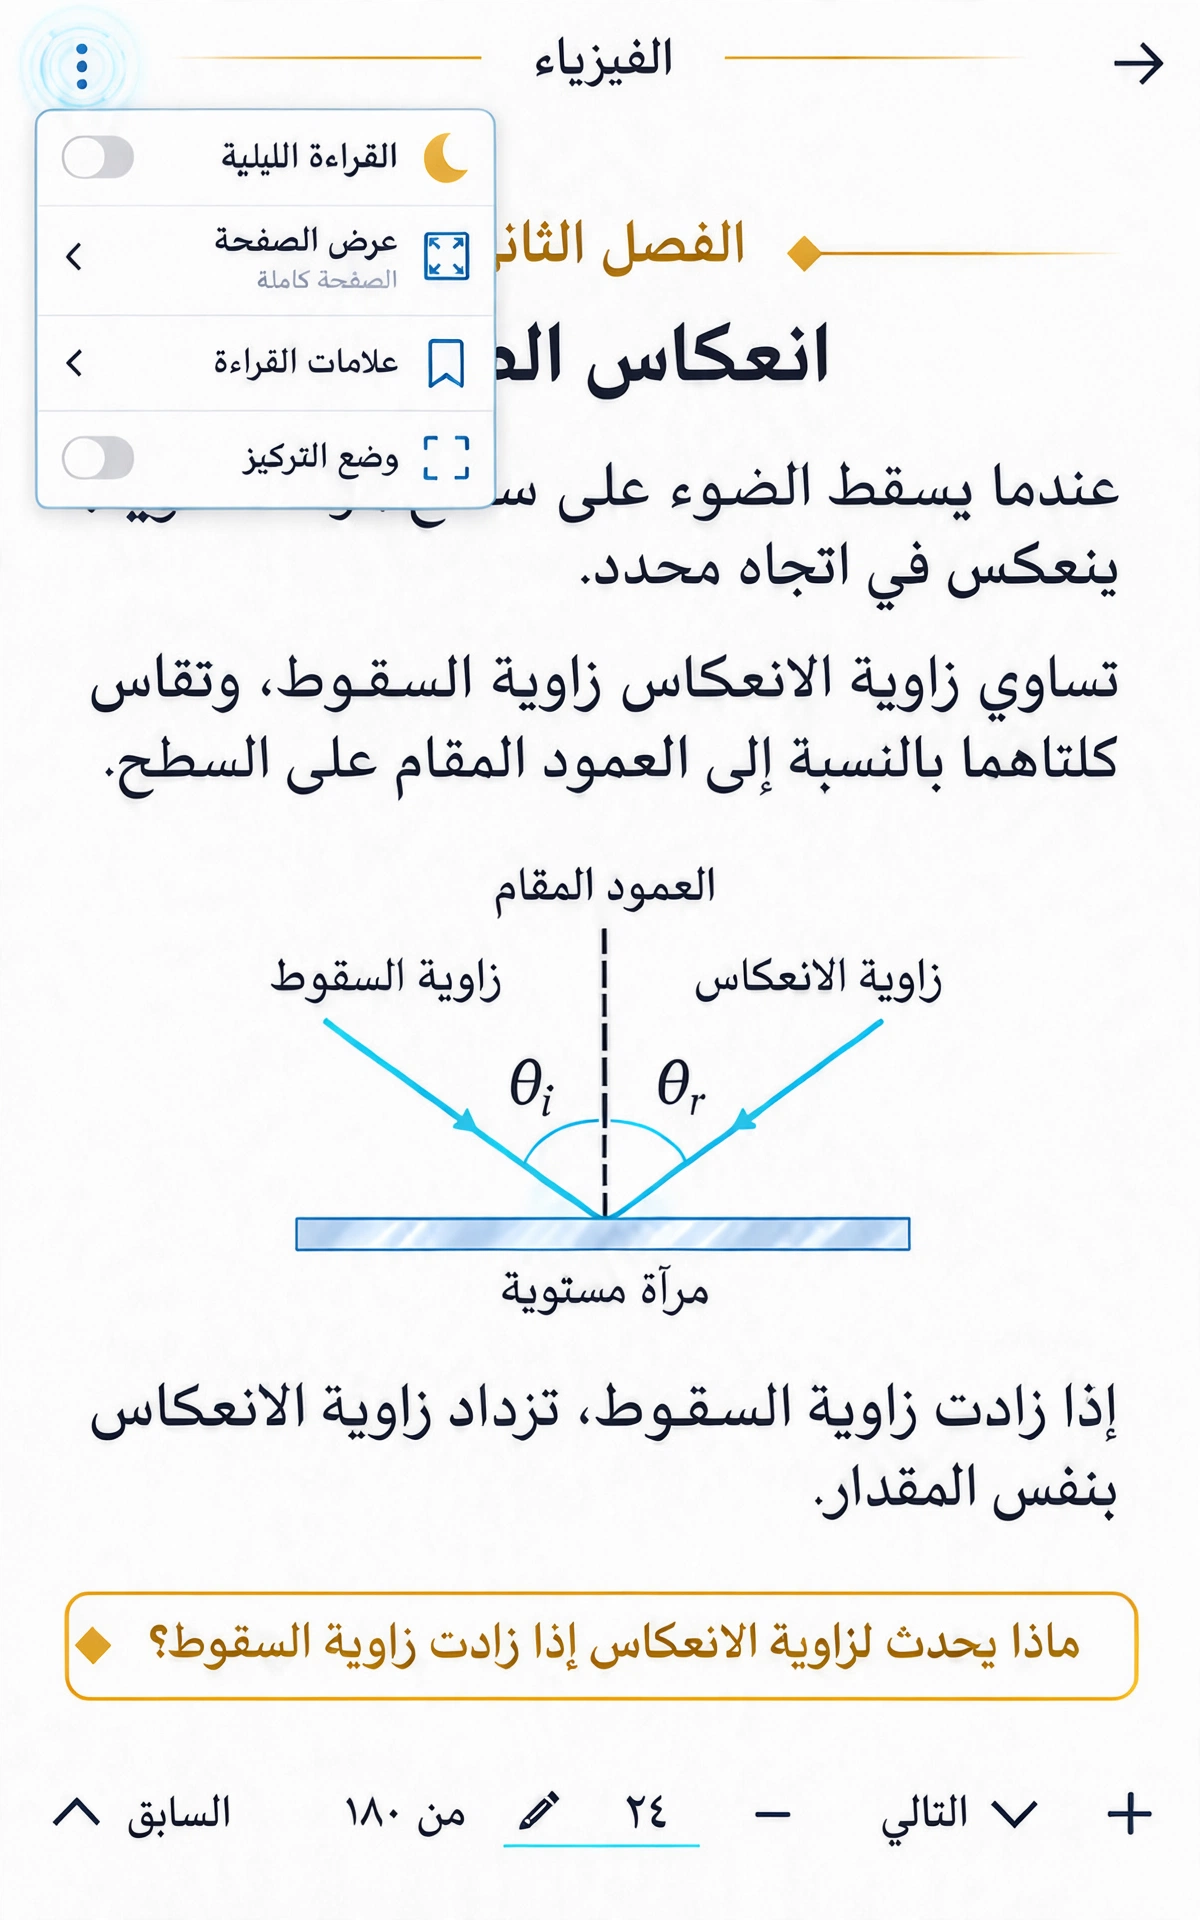 الفيزياء
القراءة الليلية
عرض الصفحة
الصفحة كاملة
علامات القراءة
وضع التركيز
الفصل الثاني
انعكاس
عندما يسقط الضوء على
ينعكس في اتجاه محدد.
تساوي زاوية الانعكاس زاوية السقوط، وتقاس
كلتاهما بالنسبة إلى العمود المقام على السطح.
العمود المقام
زاوية السقوط
زاوية الانعكاس
θi
θr
مرآة مستوية
إذا زادت زاوية السقوط، تزداد زاوية الانعكاس
بنفس المقدار.
ماذا يحدث لزاوية الانعكاس إذا زادت زاوية السقوط؟
التالي
٢٤
من ١٨٠
السابق